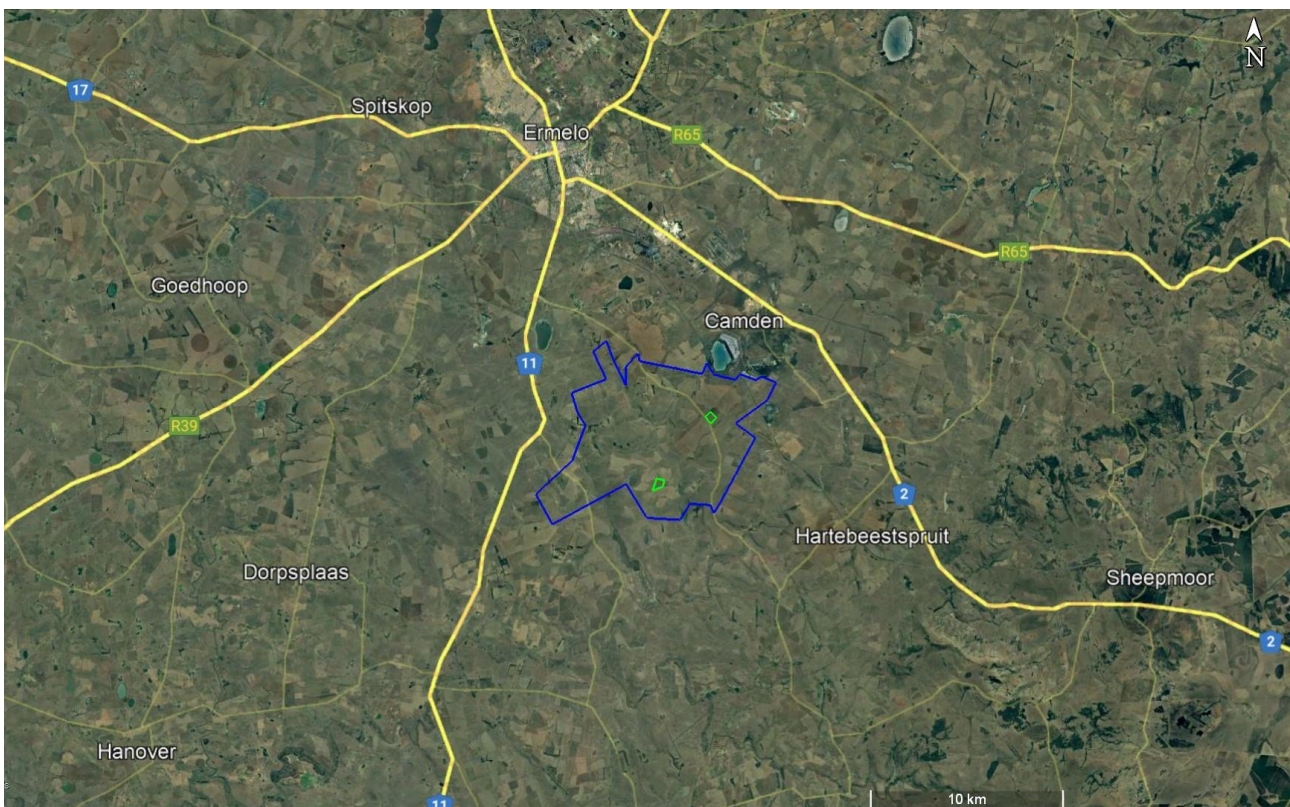 N
17
Spitskop
Ermelo
R65
R65
Goedhoop
Camden
11
R39
2
Hartebeestspruit
Dorpsplaas
Sheepmoor
2
Hanover
10 km
11